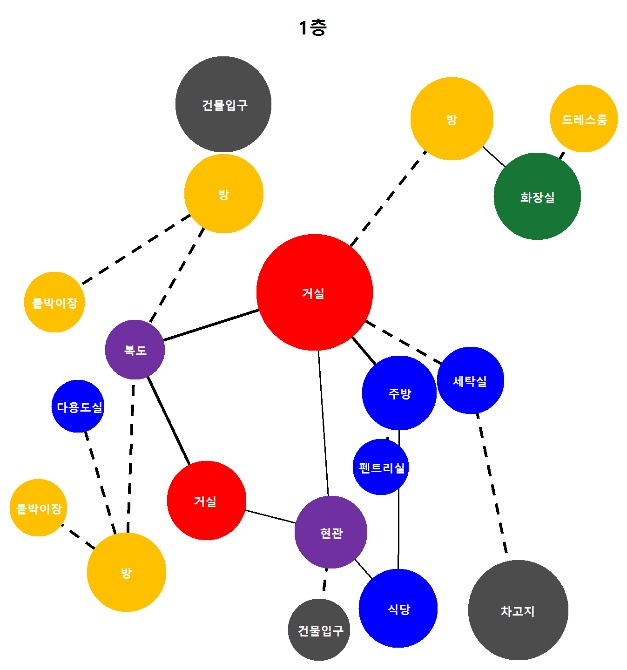 1층
건물입구
방
드레스룸
방
화장실
거실
붙박이장
복도
다용도실
주방
세탁실
펜트리실
붙박이장
거실
현관
방
식당
차고지
건물입구